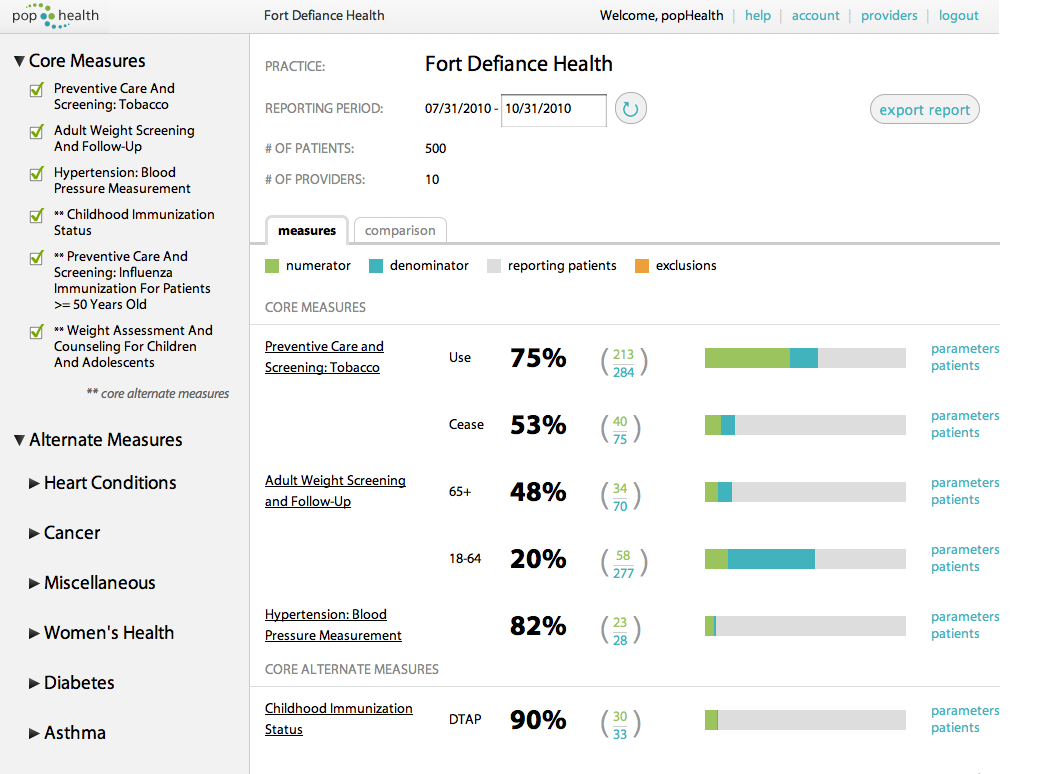 pop health
Fort Defiance Health
Welcome, popHealth | help | account | providers | logout
Core Measures
Preventive Care And
Screening: Tobacco
Adult Weight Screening
And Follow-Up
Hypertension: Blood
Pressure Measurement
** Childhood Immunization
Status
** Preventive Care And
Screening: Influenza
Immunization For Patients
>= 50 Years Old
** Weight Assessment And
Counseling For Children
And Adolescents
** core alternate measures
Alternate Measures
Heart Conditions
Cancer
Miscellaneous
Women's Health
Diabetes
Asthma
PRACTICE: Fort Defiance Health
REPORTING PERIOD: 07/31/2010 - 10/31/2010
export report
# OF PATIENTS: 500
# OF PROVIDERS: 10
measures comparison
numerator denominator reporting patients exclusions
CORE MEASURES
Preventive Care and
Screening: Tobacco
Use 75% (213
284)
parameters
patients
Cease 53% (40
75)
parameters
patients
Adult Weight Screening
and Follow-Up
65+ 48% (34
70)
parameters
patients
18-64 20% (58
277)
parameters
patients
Hypertension: Blood
Pressure Measurement
82% (23
28)
parameters
patients
CORE ALTERNATE MEASURES
Childhood Immunization
Status
DTAP 90% (30
33)
parameters
patients